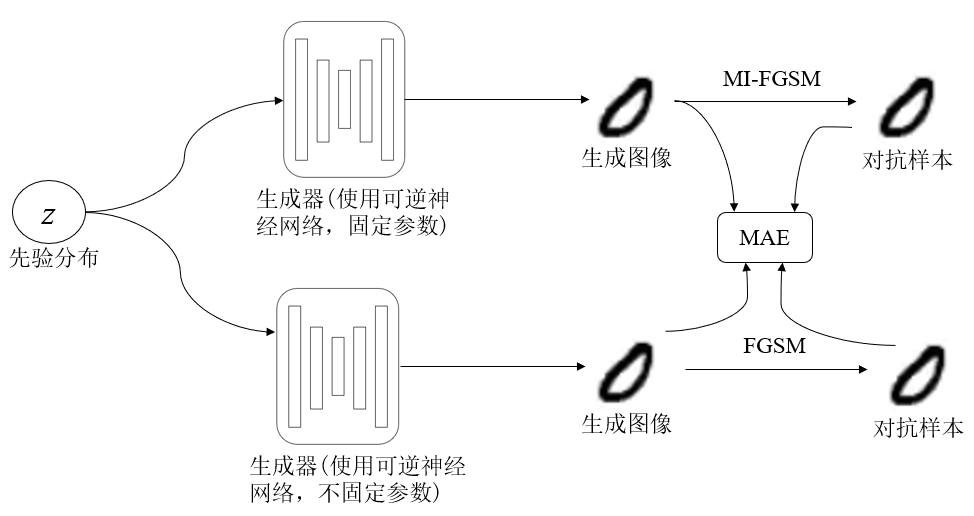 MI-FGSM
生成图像
对抗样本
生成器(使用可逆神
经网络，固定参数)
z
先验分布
MAE
FGSM
生成图像
对抗样本
生成器(使用可逆神经
网络，不固定参数)